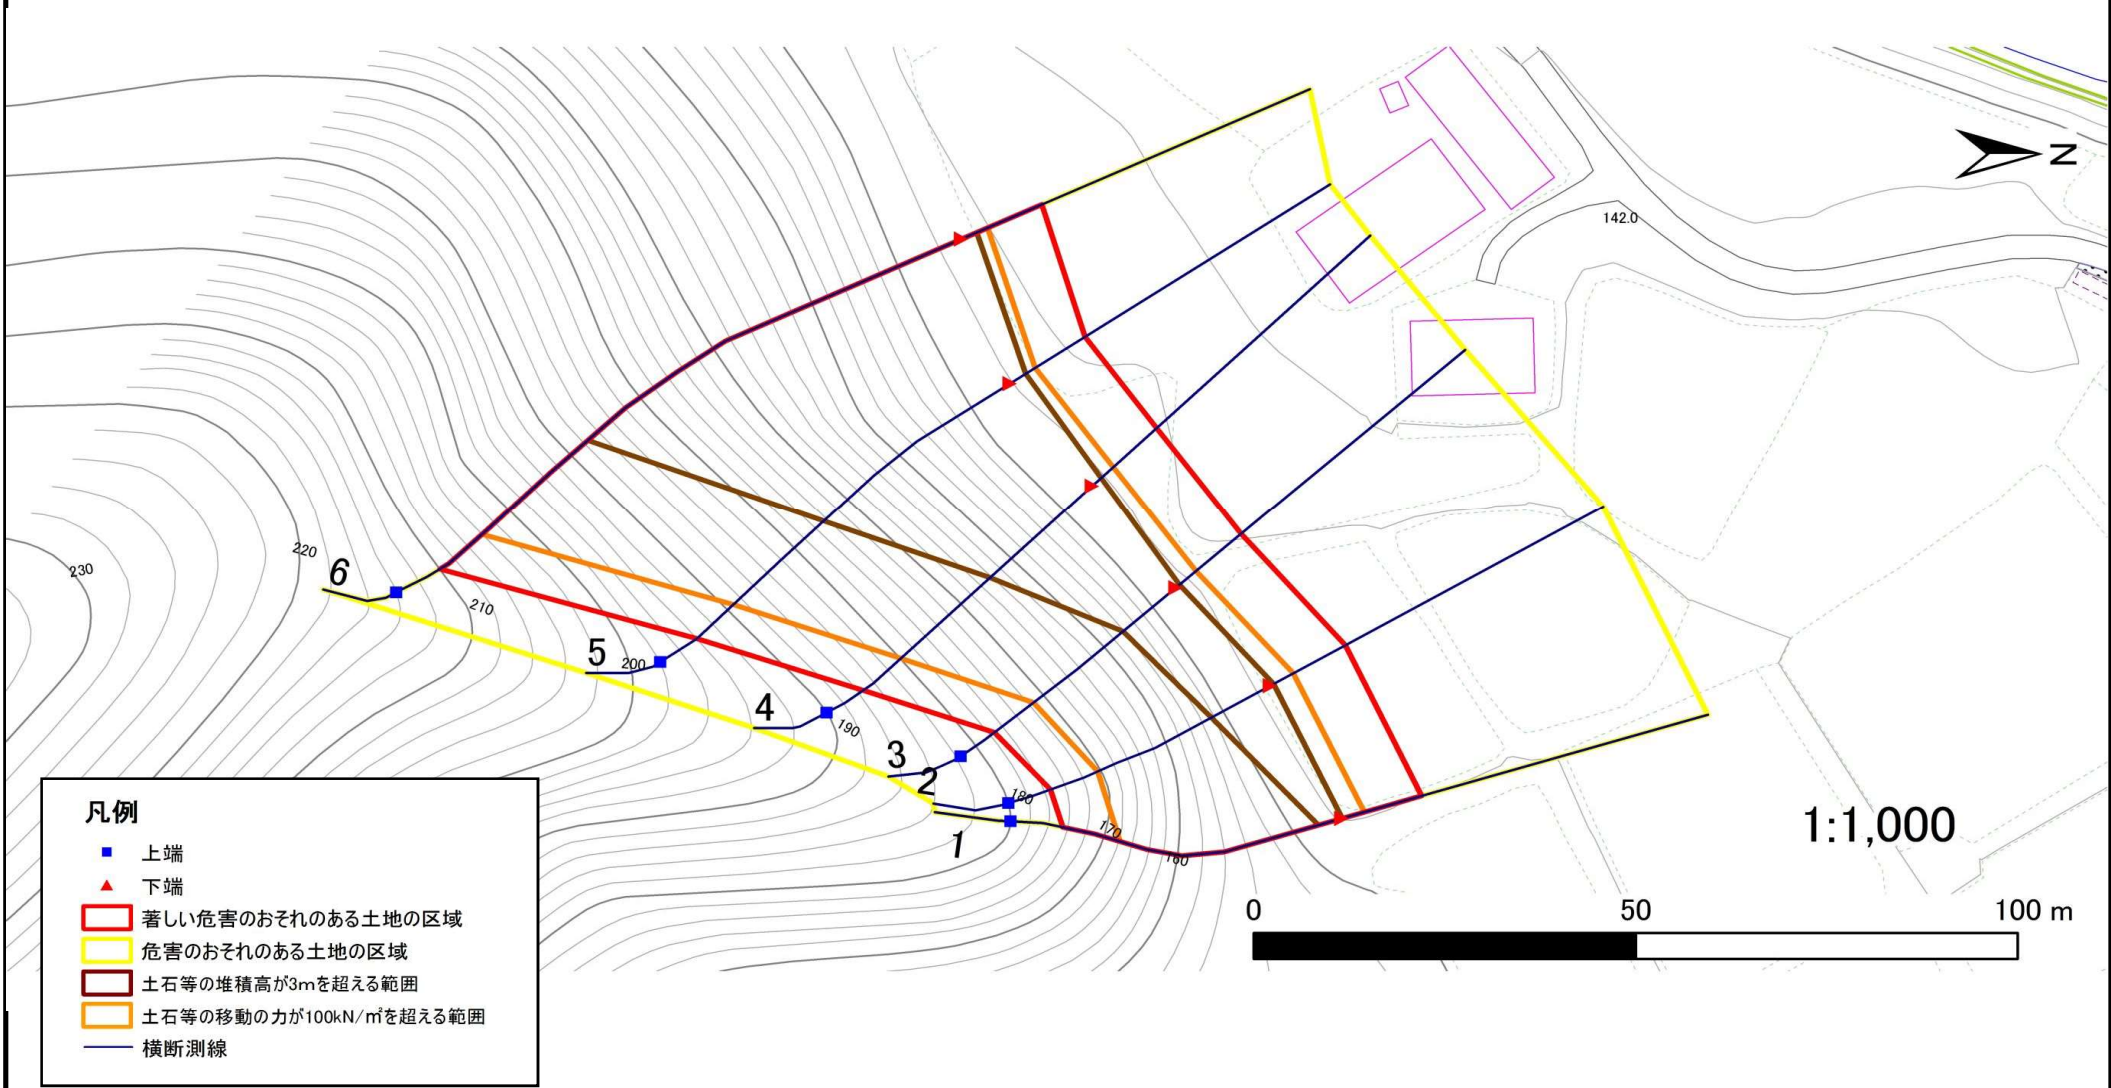 N
142.0
220
230
6
210
5
200
4
190
3
2
180
1
170
160
1:1,000
0 50 100 m
凡例
上端
下端
著しい危害のおそれのある土地の区域
危害のおそれのある土地の区域
土石等の堆積高が3mを超える範囲
土石等の移動の力が100kN/㎡を超える範囲
横断測線